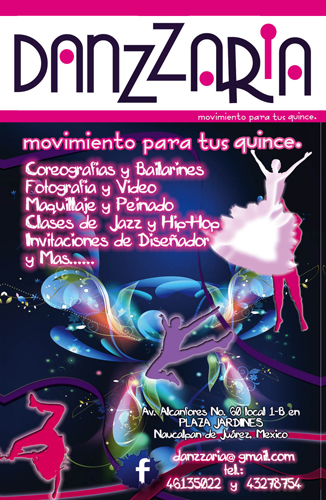 DANZZARIA
movimiento para tus quince.
movimiento para tus quince.
Coreografías y Bailarines
Fotografía y Video
Maquillaje y Peinado
Clases de Jazz y Hip-Hop
Invitaciones de Diseñador
y Mas......
Av. Alcanfores No. 60 local 1-B en
PLAZA JARDINES
Naucalpan de Juárez, Mexico
danzzaria@gmail.com
tel.:
46135022 y 43278754
f